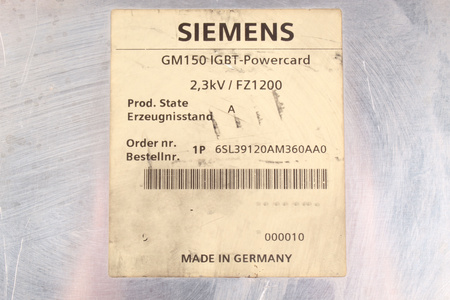 SIEMENS
GM150 IGBT-Powercard
2,3kV / FZ1200
Prod. State
Erzeugnisstand A
Order nr.
Bestellnr. 1P 6SL39120AM360AA0
000010
MADE IN GERMANY